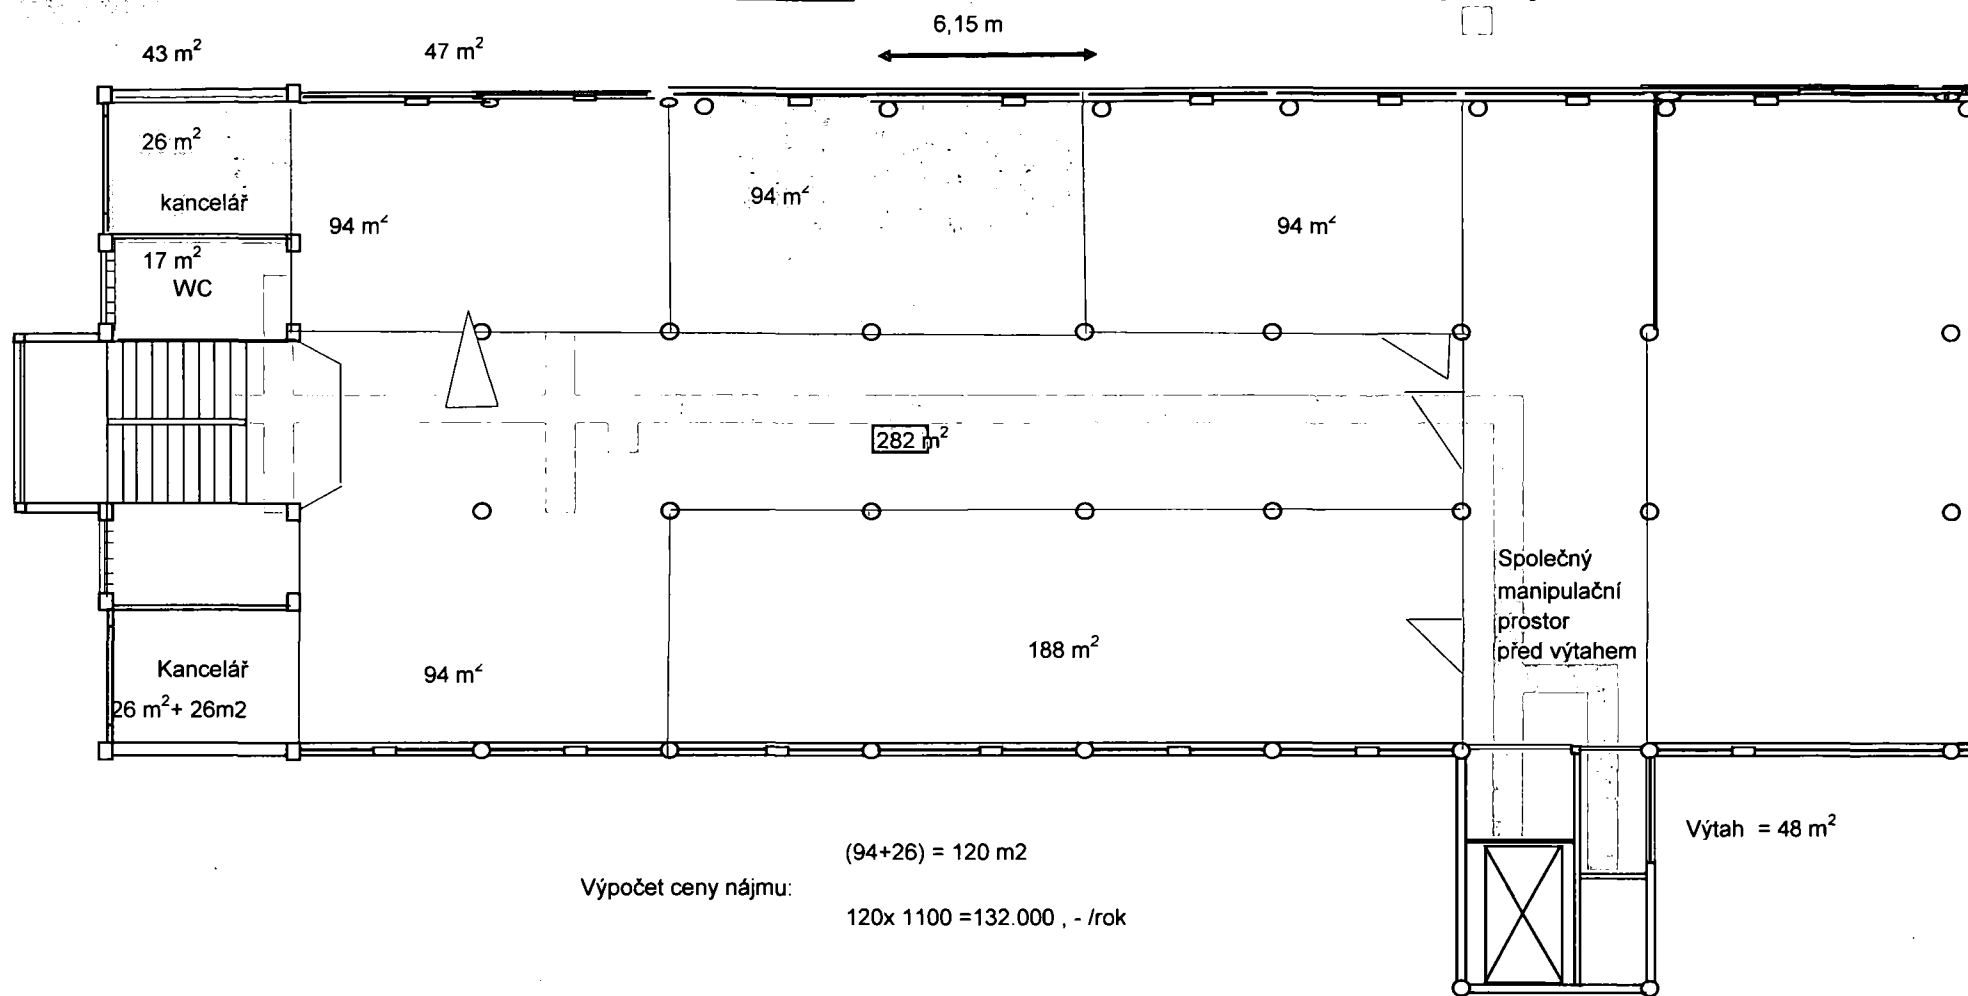 6,15 m
43 m²
47 m²
26 m²
kancelář
94 m²
94 m²
94 m²
17 m²
WC
282 m²
Společný
manipulační
prostor
před výtahem
188 m²
Kancelář
26 m²+ 26m2
94 m²
Výtah = 48 m²
(94+26) = 120 m2
Výpočet ceny nájmu:
120x 1100 =132.000 , - /rok